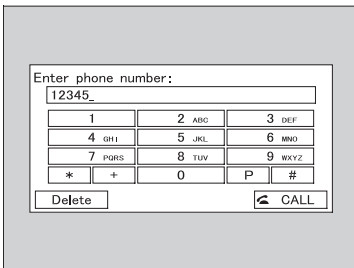 Enter phone number:
12345_
1 2 ABC 3 DEF
4 GHI 5 JKL 6 MNO
7 PQRS 8 TUV 9 WXYZ
* + 0 P #
Delete CALL